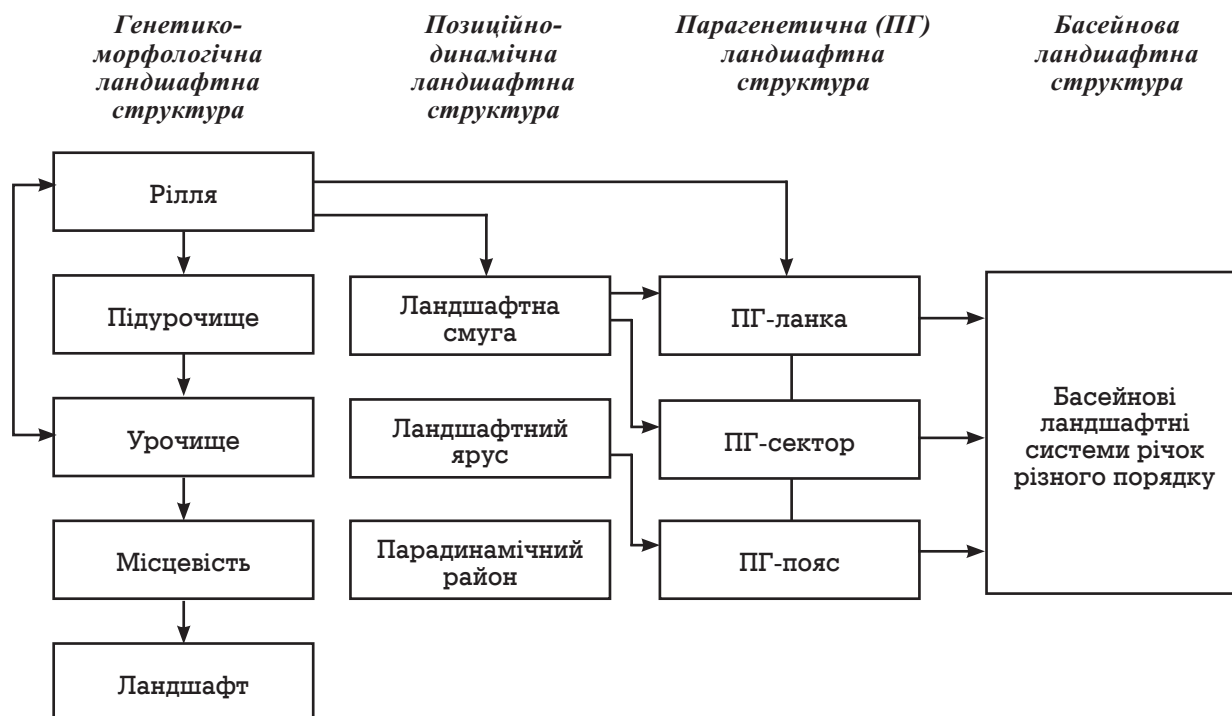 Генетико-
морфологічна
ландшафтна
структура
Позиційно-
динамічна
ландшафтна
структура
Парагенетична (ПГ)
ландшафтна
структура
Басейнова
ландшафтна
структура
Рілля
Підурочище
Урочище
Місцевість
Ландшафт
Ландшафтна
смуга
Ландшафтний
ярус
Парадинамічний
район
ПГ-ланка
ПГ-сектор
ПГ-пояс
Басейнові
ландшафтні
системи річок
різного порядку